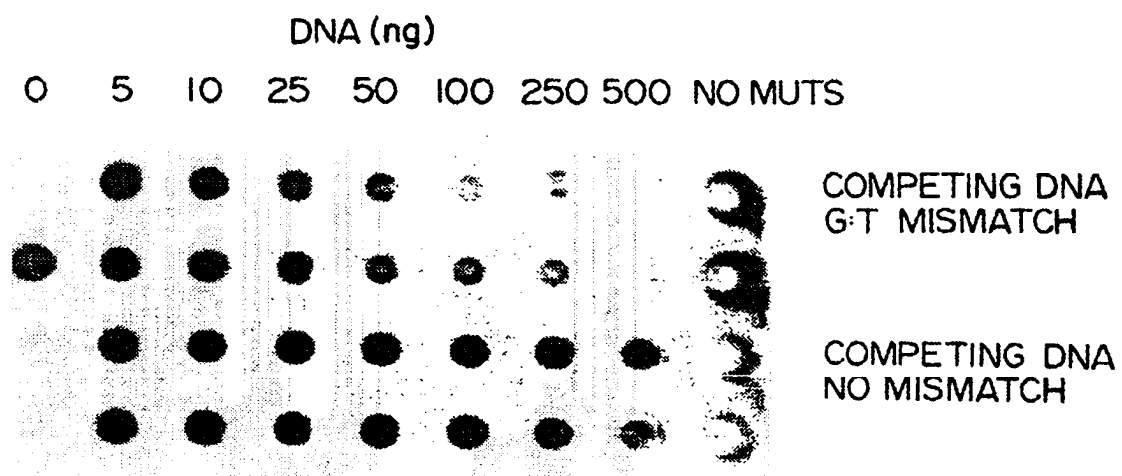 DNA (ng)
0 5 10 25 50 100 250 500 NO MUTS
COMPETING DNA
G:T MISMATCH
COMPETING DNA
NO MISMATCH